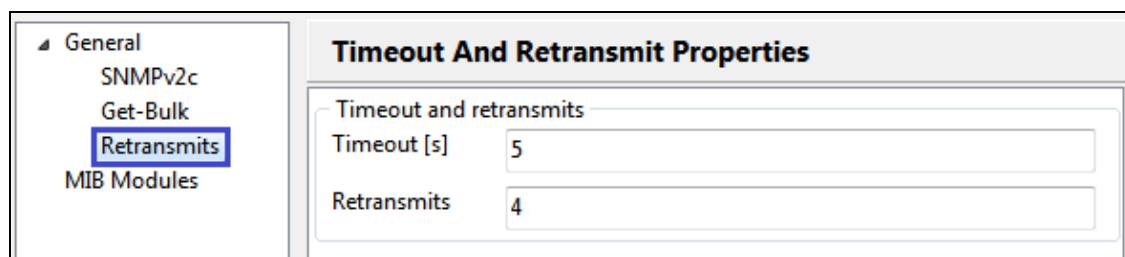 General
SNMPv2c
Get-Bulk
Retransmits
MIB Modules
Timeout And Retransmit Properties
Timeout and retransmits
Timeout [s] 5
Retransmits 4